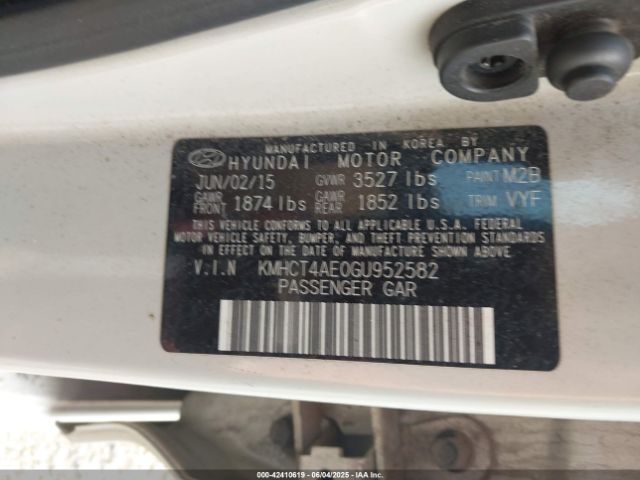 MANUFACTURED IN KOREA BY
HYUNDAI MOTOR COMPANY
JUN/02/15 GVWR 3527 lbs PAINT M2B
GAWR FRONT 1874 lbs GAWR REAR 1852 lbs TRIM VYF
THIS VEHICLE CONFORMS TO ALL APPLICABLE U.S.A. FEDERAL
MOTOR VEHICLE SAFETY, BUMPER, AND THEFT PREVENTION STANDARDS
IN EFFECT ON THE DATE OF MANUFACTURE SHOWN ABOVE.
V.I.N KMHCT4AE0GU952582
PASSENGER CAR
000-42410619 06/04/2025 IAAI.COM